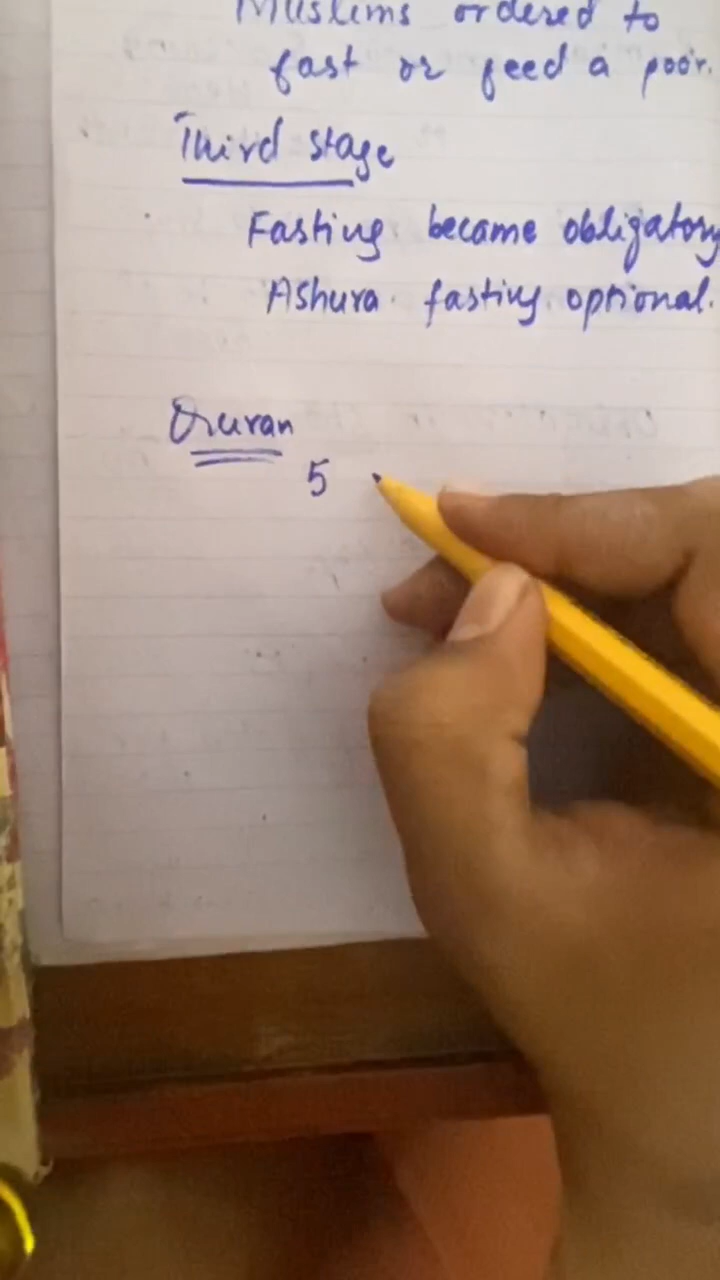 Muslims ordered to
fast or feed a poor.
Third stage
Fasting became obligatory
Ashura fasting optional.
Quran
5